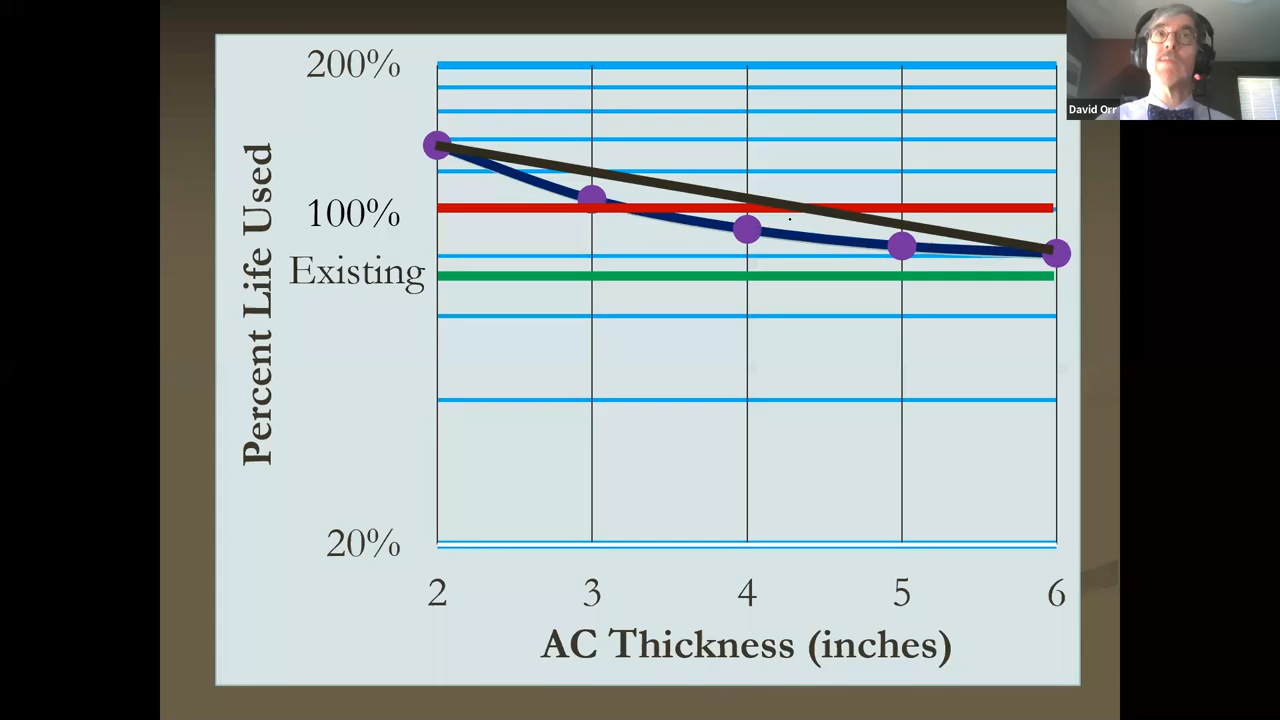 200%
David Orr
Percent Life Used
100%
Existing
20%
2 3 4 5 6
AC Thickness (inches)